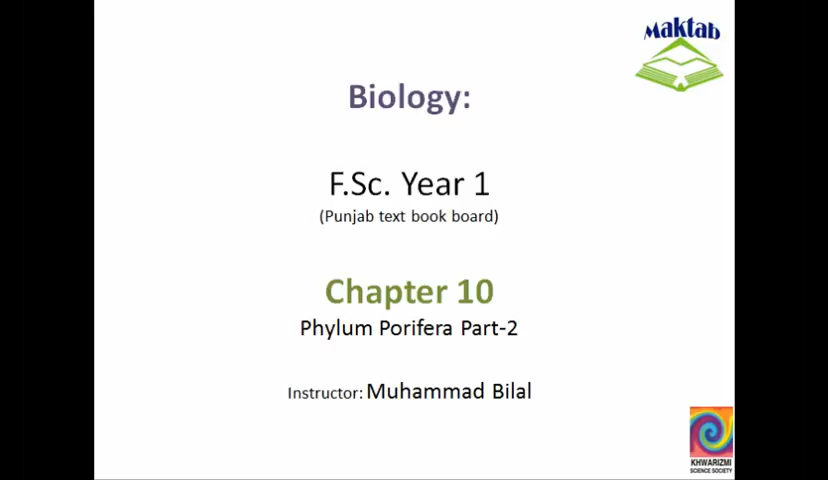 Maktab
Biology:
F.Sc. Year 1
(Punjab text book board)
Chapter 10
Phylum Porifera Part-2
Instructor: Muhammad Bilal
KHWARIZMI
SCIENCE SOCIETY